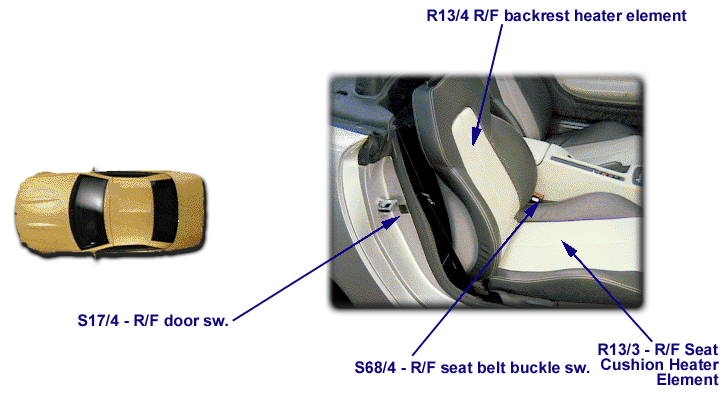 R13/4 R/F backrest heater element
S17/4 - R/F door sw.
S68/4 - R/F seat belt buckle sw.
R13/3 - R/F Seat
Cushion Heater
Element